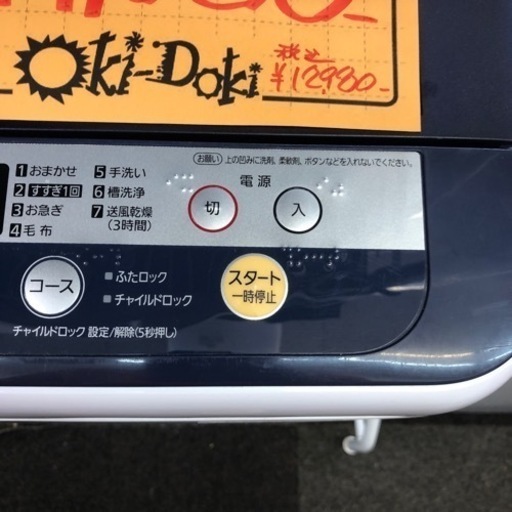 Oki-Doki
税込
¥12,980-
お願い 上の凹みに洗剤、柔軟剤、ボタンなどを入れないでください。
1 おまかせ
2 すすぎ1回
3 お急ぎ
4 毛布
5 手洗い
6 槽洗浄
7 送風乾燥
(3時間)
電源
切
入
コース
ふたロック
チャイルドロック
スタート
一時停止
チャイルドロック 設定/解除(5秒押し)